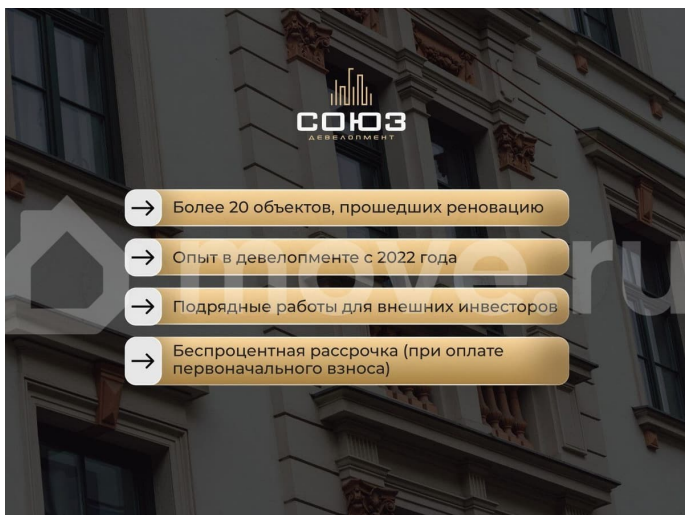 СОЮЗ
ДЕВЕЛОПМЕНТ
Более 20 объектов, прошедших реновацию
Опыт в девелопменте с 2022 года
Подрядные работы для внешних инвесторов
Беспроцентная рассрочка (при оплате
первоначального взноса)
move.ru